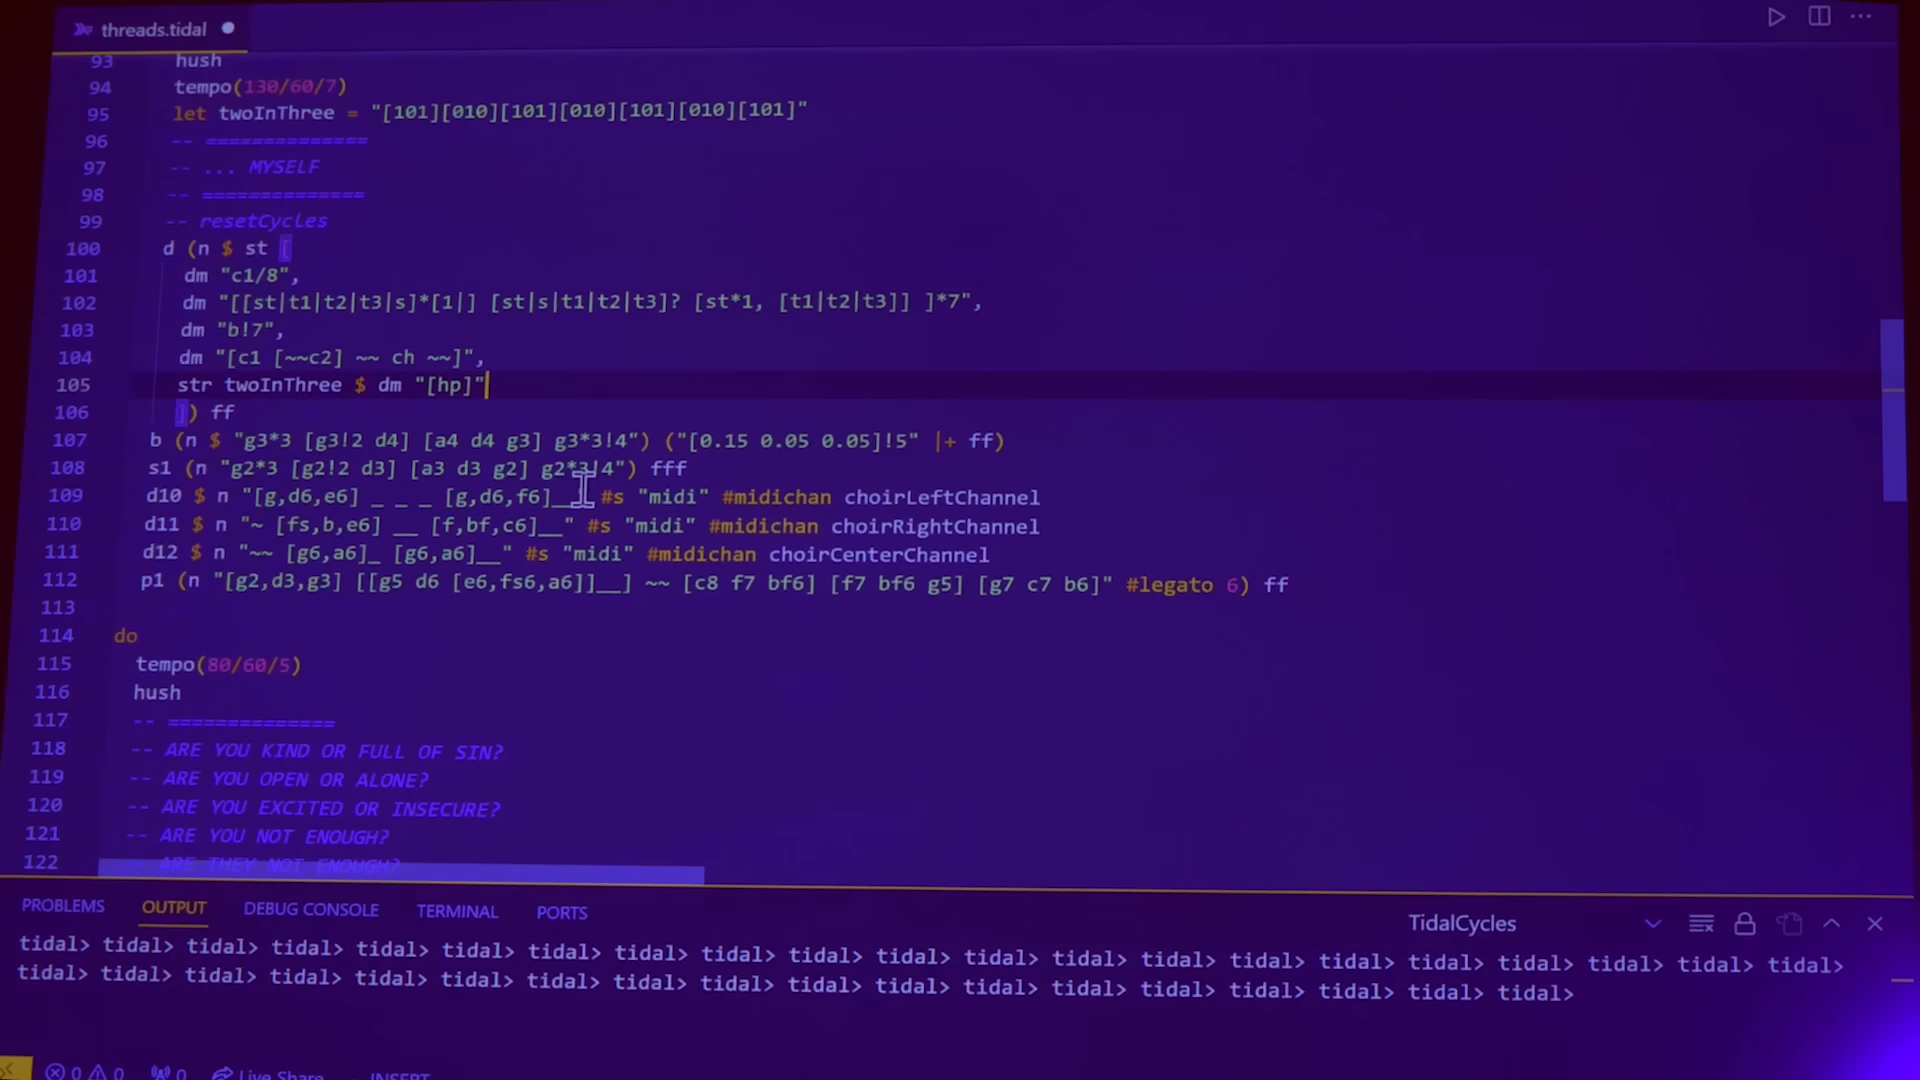 threads.tidal
93 hush
94 tempo(130/60/7)
95 let twoInThree = "[101][010][101][010][101][010][101]"
96 -- ==============
97 -- ... MYSELF
98 -- ==============
99 -- resetCycles
100 d (n $ st [
101 dm "c1/8",
102 dm "[[st|t1|t2|t3|s]*[1|] [st|s|t1|t2|t3]? [st*1, [t1|t2|t3]] ]*7",
103 dm "b!7",
104 dm "[c1 [~~c2] ~~ ch ~~]",
105 str twoInThree $ dm "[hp]"
106 ]) ff
107 b (n $ "g3*3 [g3!2 d4] [a4 d4 g3] g3*3!4") ("[0.15 0.05 0.05]!5" |+ ff)
108 s1 (n "g2*3 [g2!2 d3] [a3 d3 g2] g2*3!4") fff
109 d10 $ n "[g,d6,e6] _ _ _ [g,d6,f6]__" #s "midi" #midichan choirLeftChannel
110 d11 $ n "~ [fs,b,e6] __ [f,bf,c6]__" #s "midi" #midichan choirRightChannel
111 d12 $ n "~~ [g6,a6]_ [g6,a6]__" #s "midi" #midichan choirCenterChannel
112 p1 (n "[g2,d3,g3] [[g5 d6 [e6,fs6,a6]]__] ~~ [c8 f7 bf6] [f7 bf6 g5] [g7 c7 b6]" #legato 6) ff
113
114 do
115 tempo(80/60/5)
116 hush
117 -- ==============
118 -- ARE YOU KIND OR FULL OF SIN?
119 -- ARE YOU OPEN OR ALONE?
120 -- ARE YOU EXCITED OR INSECURE?
121 -- ARE YOU NOT ENOUGH?
122 -- ARE THEY NOT ENOUGH?
PROBLEMS OUTPUT DEBUG CONSOLE TERMINAL PORTS TidalCycles
tidal> tidal> tidal> tidal> tidal> tidal> tidal> tidal> tidal> tidal> tidal> tidal> tidal> tidal> tidal> tidal> tidal> tidal> tidal> tidal> tidal>
tidal> tidal> tidal> tidal> tidal> tidal> tidal> tidal> tidal> tidal> tidal> tidal> tidal> tidal> tidal> tidal> tidal> tidal>
0 0 0 Live Share INSERT